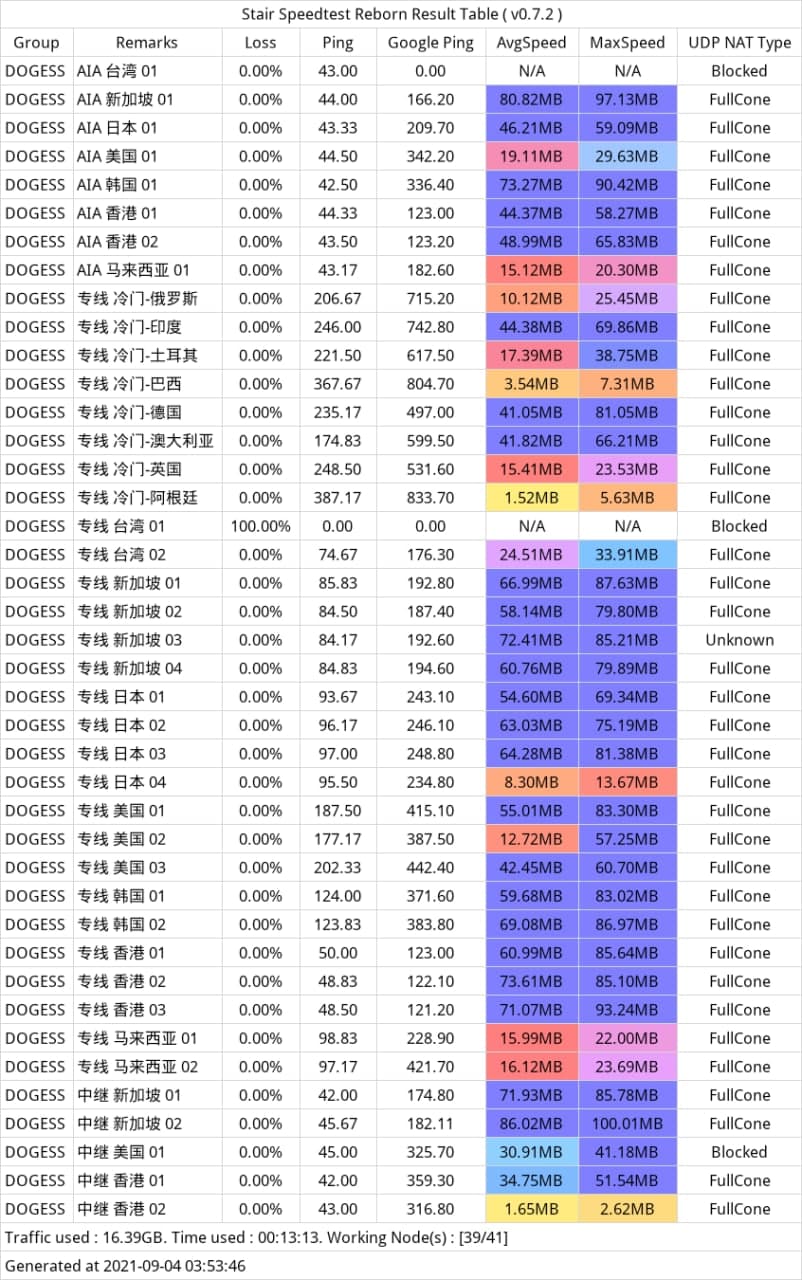 Stair Speedtest Reborn Result Table ( v0.7.2 )
Group Remarks Loss Ping Google Ping AvgSpeed MaxSpeed UDP NAT Type
DOGESS AIA 台湾 01 0.00% 43.00 0.00 N/A N/A Blocked
DOGESS AIA 新加坡 01 0.00% 44.00 166.20 80.82MB 97.13MB FullCone
DOGESS AIA 日本 01 0.00% 43.33 209.70 46.21MB 59.09MB FullCone
DOGESS AIA 美国 01 0.00% 44.50 342.20 19.11MB 29.63MB FullCone
DOGESS AIA 韩国 01 0.00% 42.50 336.40 73.27MB 90.42MB FullCone
DOGESS AIA 香港 01 0.00% 44.33 123.00 44.37MB 58.27MB FullCone
DOGESS AIA 香港 02 0.00% 43.50 123.20 48.99MB 65.83MB FullCone
DOGESS AIA 马来西亚 01 0.00% 43.17 182.60 15.12MB 20.30MB FullCone
DOGESS 专线 冷门-俄罗斯 0.00% 206.67 715.20 10.12MB 25.45MB FullCone
DOGESS 专线 冷门-印度 0.00% 246.00 742.80 44.38MB 69.86MB FullCone
DOGESS 专线 冷门-土耳其 0.00% 221.50 617.50 17.39MB 38.75MB FullCone
DOGESS 专线 冷门-巴西 0.00% 367.67 804.70 3.54MB 7.31MB FullCone
DOGESS 专线 冷门-德国 0.00% 235.17 497.00 41.05MB 81.05MB FullCone
DOGESS 专线 冷门-澳大利亚 0.00% 174.83 599.50 41.82MB 66.21MB FullCone
DOGESS 专线 冷门-英国 0.00% 248.50 531.60 15.41MB 23.53MB FullCone
DOGESS 专线 冷门-阿根廷 0.00% 387.17 833.70 1.52MB 5.63MB FullCone
DOGESS 专线 台湾 01 100.00% 0.00 0.00 N/A N/A Blocked
DOGESS 专线 台湾 02 0.00% 74.67 176.30 24.51MB 33.91MB FullCone
DOGESS 专线 新加坡 01 0.00% 85.83 192.80 66.99MB 87.63MB FullCone
DOGESS 专线 新加坡 02 0.00% 84.50 187.40 58.14MB 79.80MB FullCone
DOGESS 专线 新加坡 03 0.00% 84.17 192.60 72.41MB 85.21MB Unknown
DOGESS 专线 新加坡 04 0.00% 84.83 194.60 60.76MB 79.89MB FullCone
DOGESS 专线 日本 01 0.00% 93.67 243.10 54.60MB 69.34MB FullCone
DOGESS 专线 日本 02 0.00% 96.17 246.10 63.03MB 75.19MB FullCone
DOGESS 专线 日本 03 0.00% 97.00 248.80 64.28MB 81.38MB FullCone
DOGESS 专线 日本 04 0.00% 95.50 234.80 8.30MB 13.67MB FullCone
DOGESS 专线 美国 01 0.00% 187.50 415.10 55.01MB 83.30MB FullCone
DOGESS 专线 美国 02 0.00% 177.17 387.50 12.72MB 57.25MB FullCone
DOGESS 专线 美国 03 0.00% 202.33 442.40 42.45MB 60.70MB FullCone
DOGESS 专线 韩国 01 0.00% 124.00 371.60 59.68MB 83.02MB FullCone
DOGESS 专线 韩国 02 0.00% 123.83 383.80 69.08MB 86.97MB FullCone
DOGESS 专线 香港 01 0.00% 50.00 123.00 60.99MB 85.64MB FullCone
DOGESS 专线 香港 02 0.00% 48.83 122.10 73.61MB 85.10MB FullCone
DOGESS 专线 香港 03 0.00% 48.50 121.20 71.07MB 93.24MB FullCone
DOGESS 专线 马来西亚 01 0.00% 98.83 228.90 15.99MB 22.00MB FullCone
DOGESS 专线 马来西亚 02 0.00% 97.17 421.70 16.12MB 23.69MB FullCone
DOGESS 中继 新加坡 01 0.00% 42.00 174.80 71.93MB 85.78MB FullCone
DOGESS 中继 新加坡 02 0.00% 45.67 182.11 86.02MB 100.01MB FullCone
DOGESS 中继 美国 01 0.00% 45.00 325.70 30.91MB 41.18MB Blocked
DOGESS 中继 香港 01 0.00% 42.00 359.30 34.75MB 51.54MB FullCone
DOGESS 中继 香港 02 0.00% 43.00 316.80 1.65MB 2.62MB FullCone
Traffic used : 16.39GB. Time used : 00:13:13. Working Node(s) : [39/41]
Generated at 2021-09-04 03:53:46